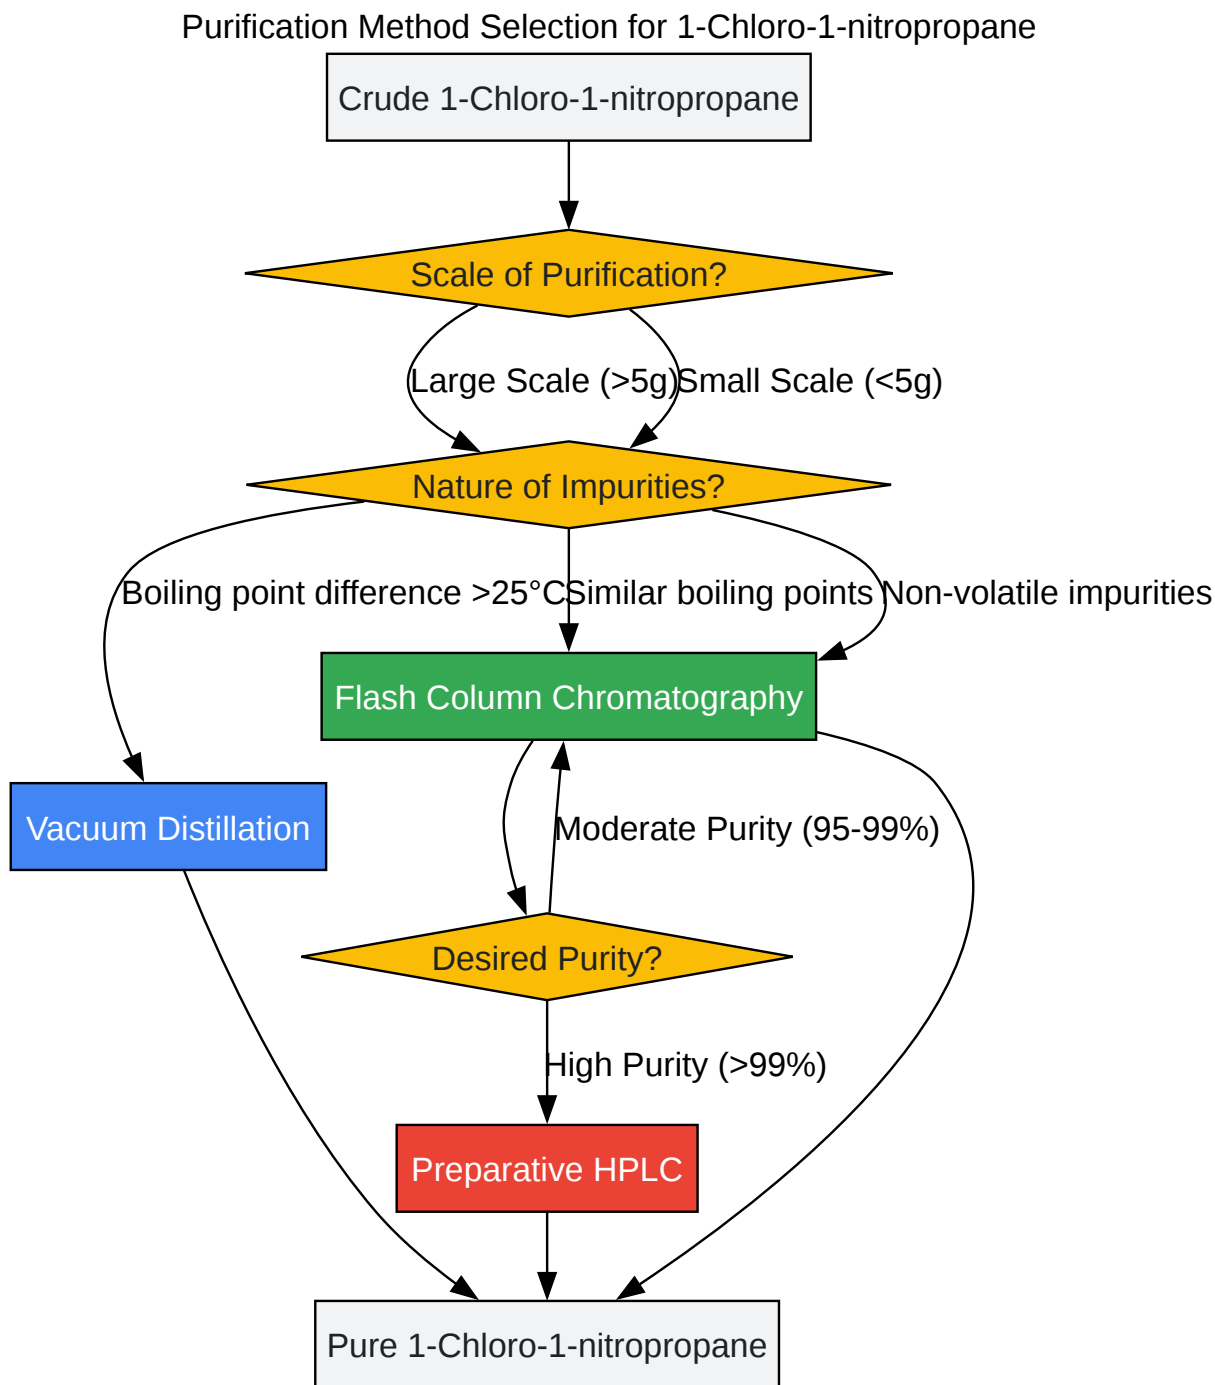 Purification Method Selection for 1-Chloro-1-nitropropane
Crude 1-Chloro-1-nitropropane
Scale of Purification?
Large Scale (>5g)
Small Scale (<5g)
Nature of Impurities?
Boiling point difference >25°C
Similar boiling points
Non-volatile impurities
Flash Column Chromatography
Vacuum Distillation
Moderate Purity (95-99%)
Desired Purity?
High Purity (>99%)
Preparative HPLC
Pure 1-Chloro-1-nitropropane